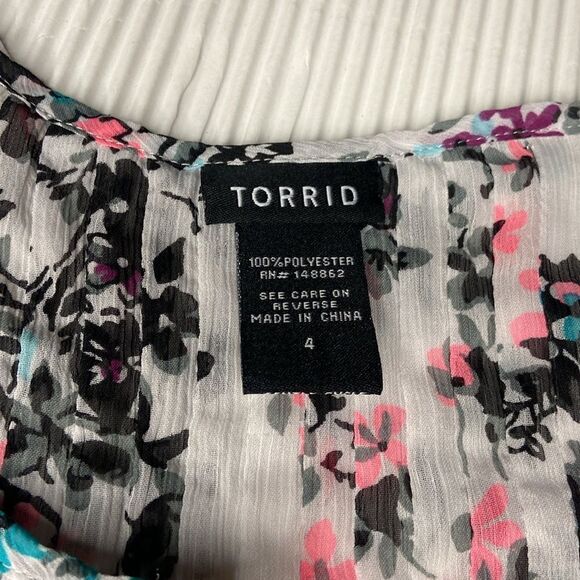 TORRID
100%POLYESTER
RN# 148862
SEE CARE ON
REVERSE
MADE IN CHINA
4